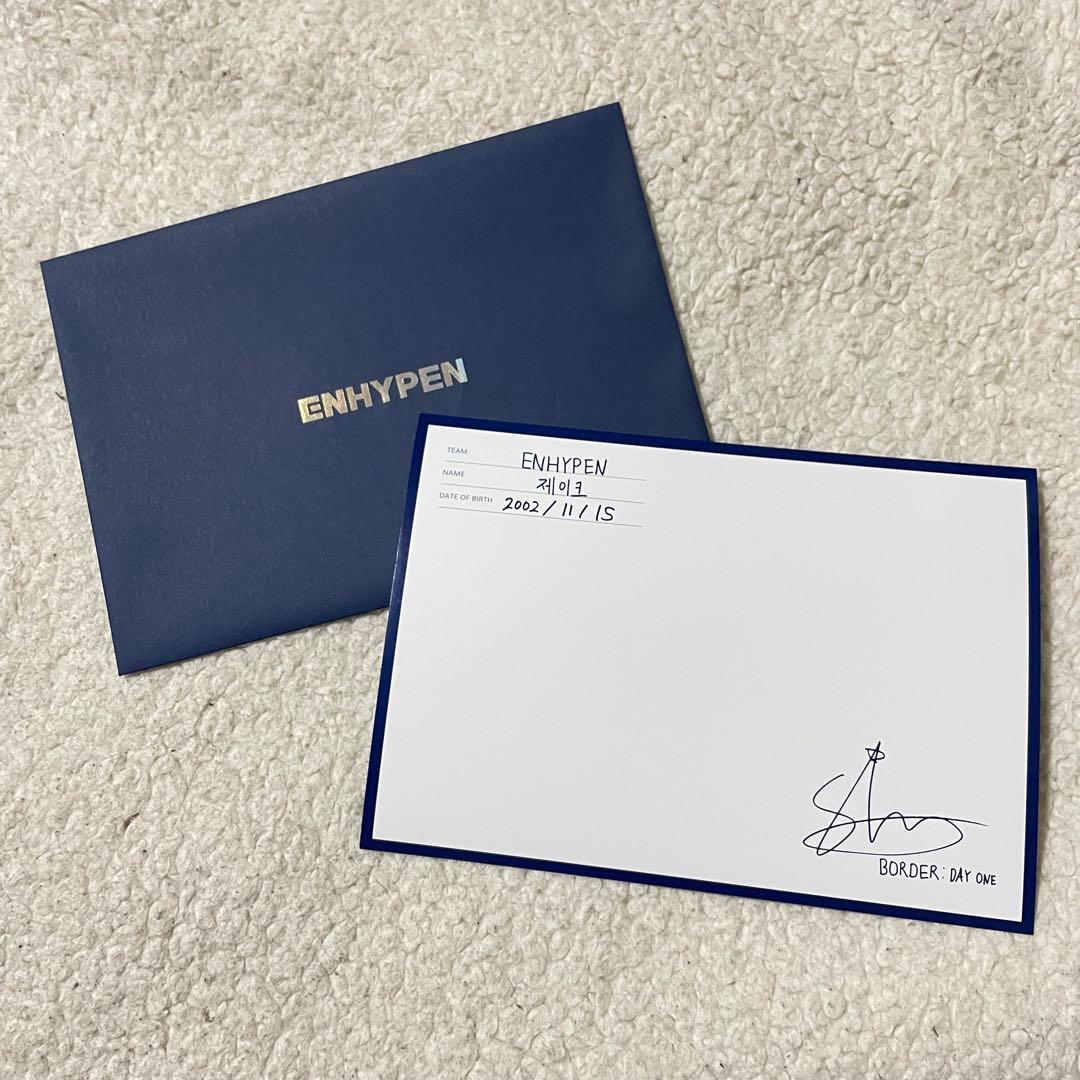 ENHYPEN
TEAM ENHYPEN
NAME 제이크
DATE OF BIRTH 2002/11/15
BORDER: DAY ONE